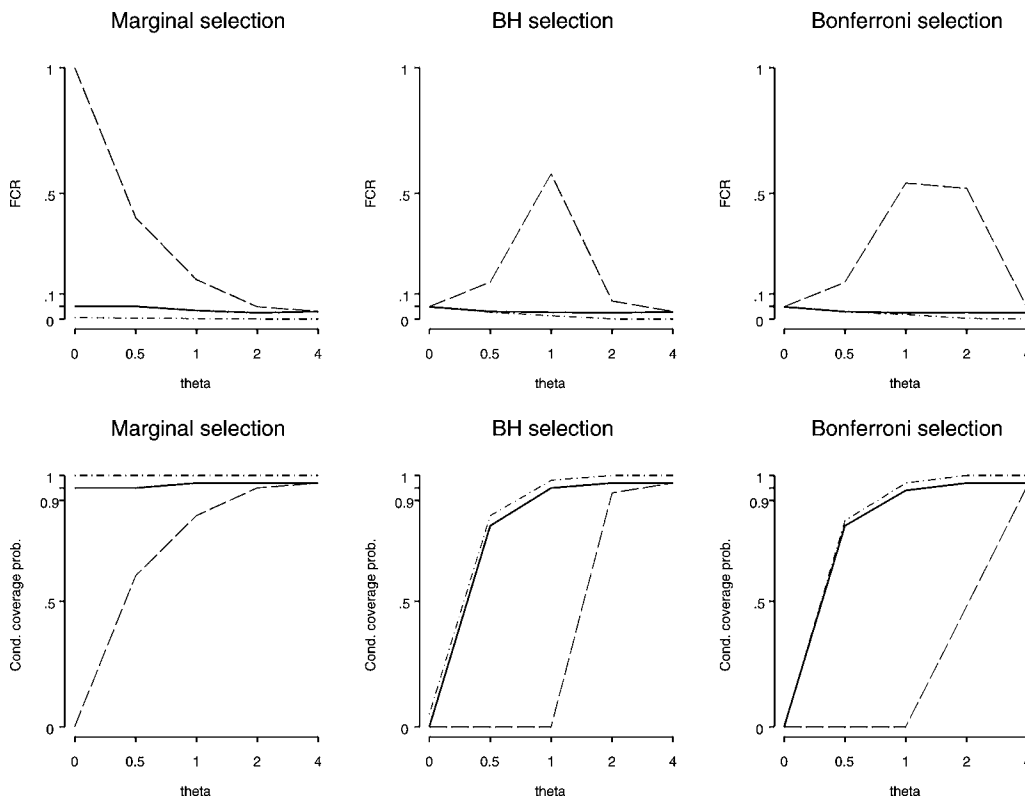 Marginal selection
BH selection
Bonferroni selection
1
.5
.1
0
FCR
0 0.5 1 2 4
theta
1
.5
.1
0
FCR
0 0.5 1 2 4
theta
1
.5
.1
0
FCR
0 0.5 1 2 4
theta
Marginal selection
BH selection
Bonferroni selection
1
0.9
.5
0
Cond. coverage prob.
0 0.5 1 2 4
theta
1
0.9
.5
0
Cond. coverage prob.
0 0.5 1 2 4
theta
1
0.9
.5
0
Cond. coverage prob.
0 0.5 1 2 4
theta